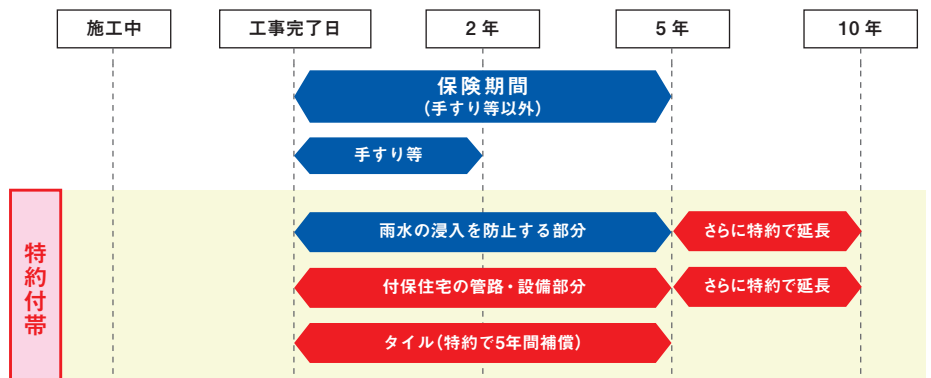 施工中
工事完了日
2年
5年
10年
保険期間
(手すり等以外)
手すり等
特約付帯
雨水の浸入を防止する部分
さらに特約で延長
付保住宅の管路・設備部分
さらに特約で延長
タイル(特約で5年間補償)